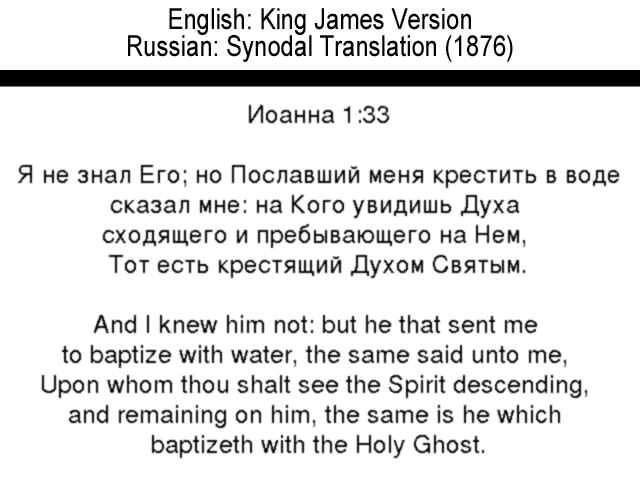 English: King James Version
Russian: Synodal Translation (1876)
Иоанна 1:33
Я не знал Его; но Пославший меня крестить в воде
сказал мне: на Кого увидишь Духа
сходящего и пребывающего на Нем,
Тот есть крестящий Духом Святым.
And I knew him not: but he that sent me
to baptize with water, the same said unto me,
Upon whom thou shalt see the Spirit descending,
and remaining on him, the same is he which
baptizeth with the Holy Ghost.